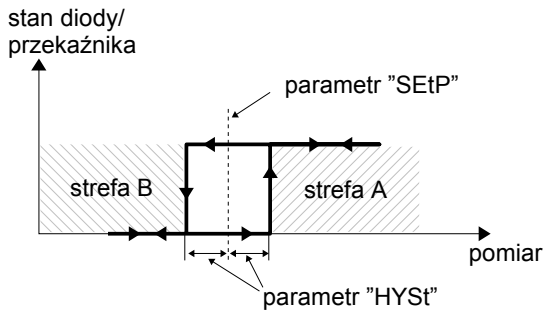 stan diody/
przekaźnika
parametr ”SEtP”
strefa B
strefa A
pomiar
parametr ”HYSt”